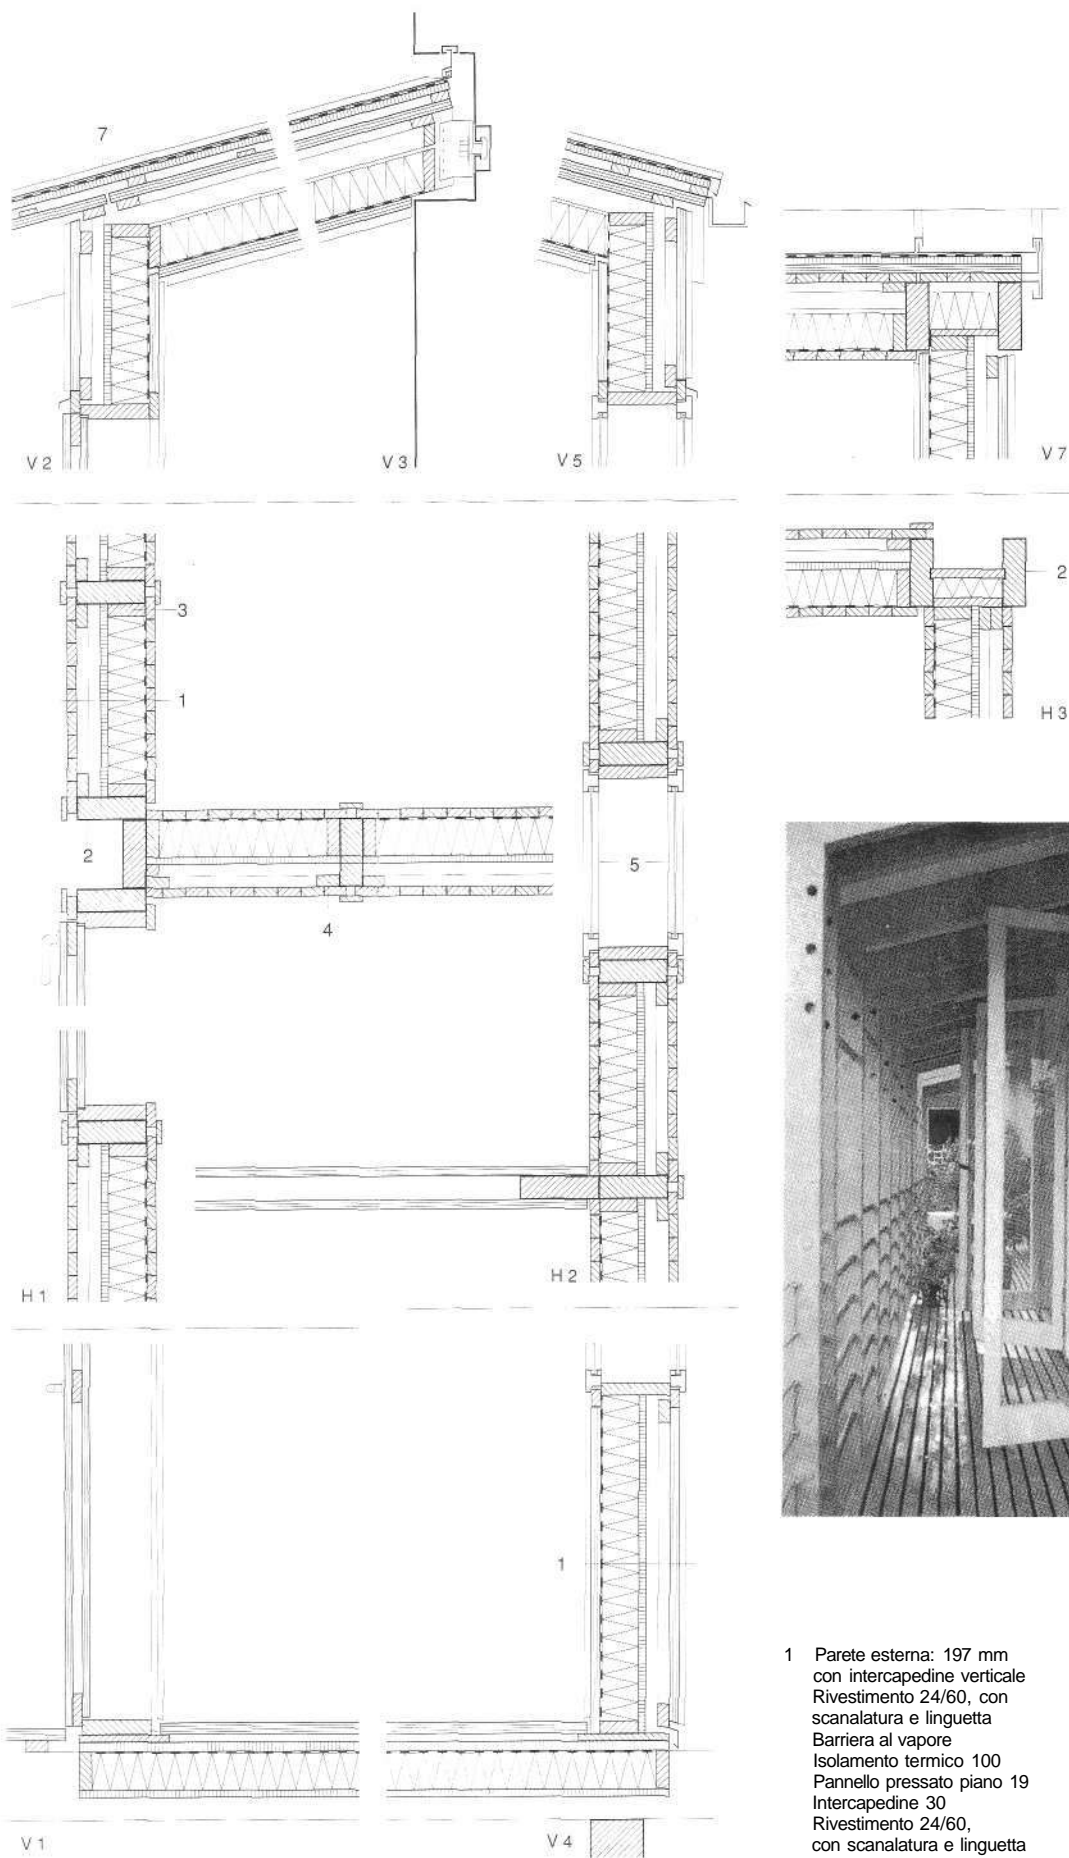 7
V 2
V 3
V 5
V 7
3
1
2
4
5
2
H 3
H 1
H 2
1
V 1
V 4
1 Parete esterna: 197 mm
con intercapedine verticale
Rivestimento 24/60, con
scanalatura e linguetta
Barriera al vapore
Isolamento termico 100
Pannello pressato piano 19
Intercapedine 30
Rivestimento 24/60,
con scanalatura e linguetta